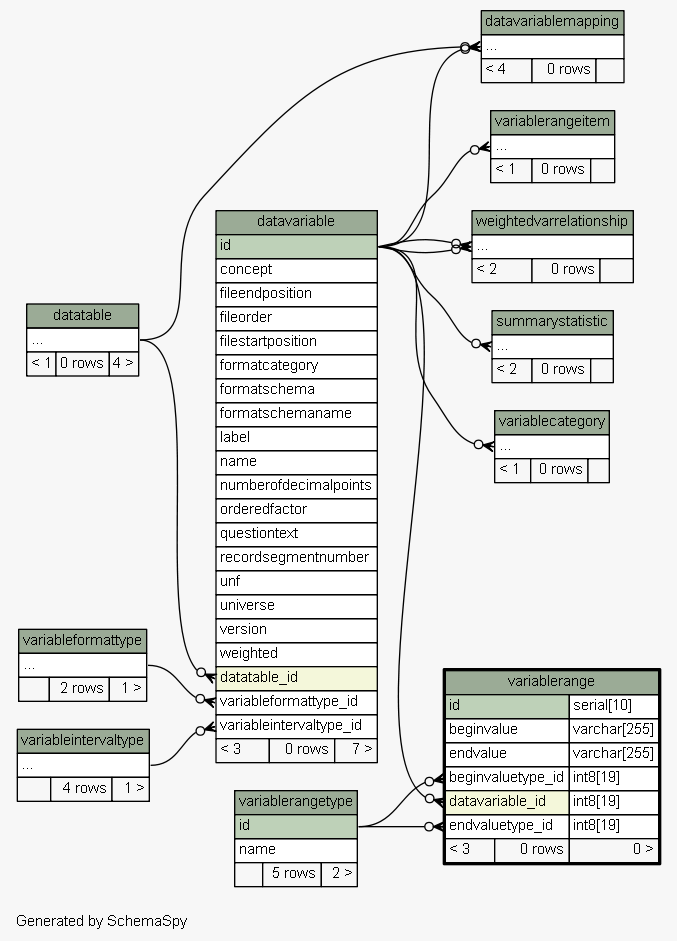 datavariablemapping
...
< 4 0 rows
variablerangeitem
...
< 1 0 rows
weightedvarrelationship
...
< 2 0 rows
summarystatistic
...
< 2 0 rows
variablecategory
...
< 1 0 rows
datatable
...
< 1 0 rows 4 >
datavariable
id
concept
fileendposition
fileorder
filestartposition
formatcategory
formatschema
formatschemaname
label
name
numberofdecimalpoints
orderedfactor
questiontext
recordsegmentnumber
unf
universe
version
weighted
datatable_id
variableformattype_id
variableintervaltype_id
< 3 0 rows 7 >
variableformattype
...
2 rows 1 >
variableintervaltype
...
4 rows 1 >
variablerangetype
id
name
5 rows 2 >
variablerange
id serial[10]
beginvalue varchar[255]
endvalue varchar[255]
beginvaluetype_id int8[19]
datavariable_id int8[19]
endvaluetype_id int8[19]
< 3 0 rows 0 >
Generated by SchemaSpy